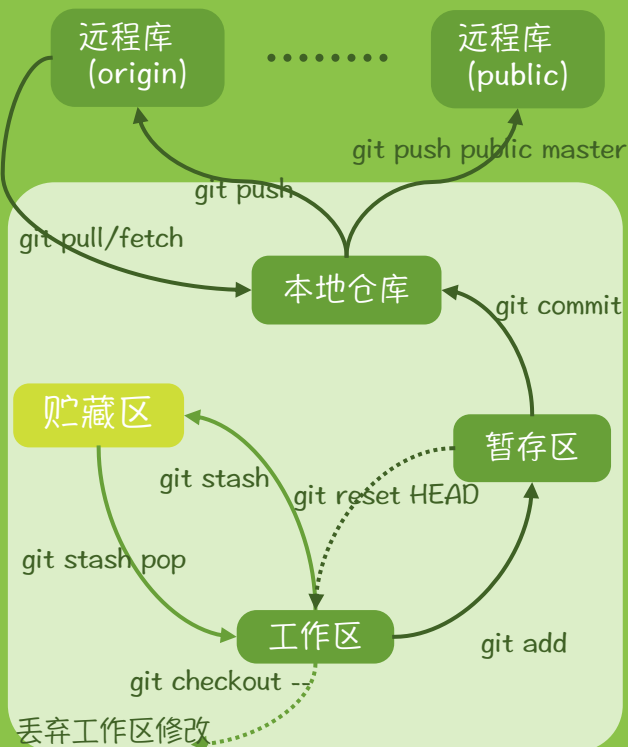 远程库
(origin)
远程库
(public)
git push public master
git push
git pull/fetch
本地仓库
git commit
贮藏区
暂存区
git stash
git reset HEAD
git stash pop
工作区
git add
git checkout --
丢弃工作区修改